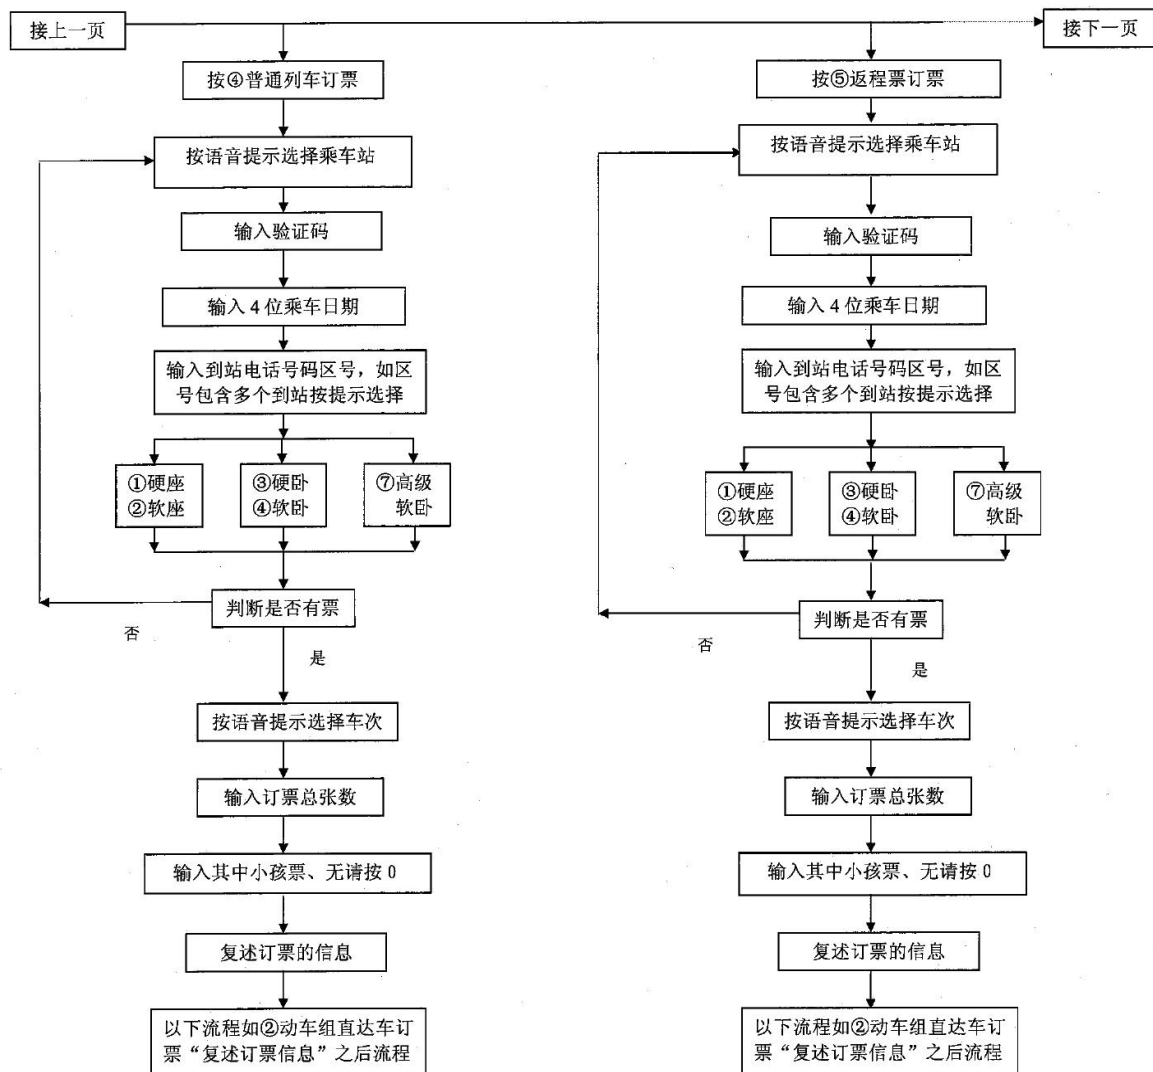 接上一页
接下一页
按④普通列车订票
按语音提示选择乘车站
输入验证码
输入 4 位乘车日期
输入到站电话号码区号，如区
号包含多个到站按提示选择
①硬座
②软座
③硬卧
④软卧
⑦高级
软卧
判断是否有票
否
是
按语音提示选择车次
输入订票总张数
输入其中小孩票、无请按 0
复述订票的信息
以下流程如②动车组直达车订
票“复述订票信息”之后流程
按⑤返程票订票
按语音提示选择乘车站
输入验证码
输入 4 位乘车日期
输入到站电话号码区号，如区
号包含多个到站按提示选择
①硬座
②软座
③硬卧
④软卧
⑦高级
软卧
判断是否有票
否
是
按语音提示选择车次
输入订票总张数
输入其中小孩票、无请按 0
复述订票的信息
以下流程如②动车组直达车订
票“复述订票信息”之后流程